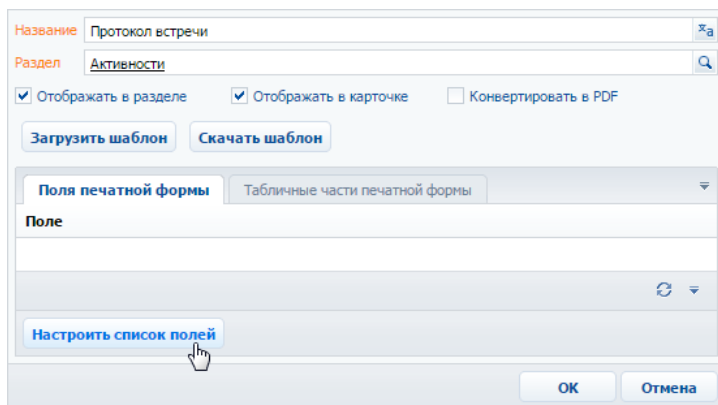 Название Протокол встречи
Раздел Активности
Отображать в разделе Отображать в карточке Конвертировать в PDF
Загрузить шаблон Скачать шаблон
Поля печатной формы Табличные части печатной формы
Поле
Настроить список полей
ОК Отмена